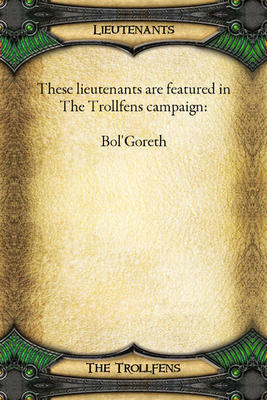 Lieutenants
These lieutenants are featured in
The Trollfens campaign:
Bol'Goreth
The Trollfens